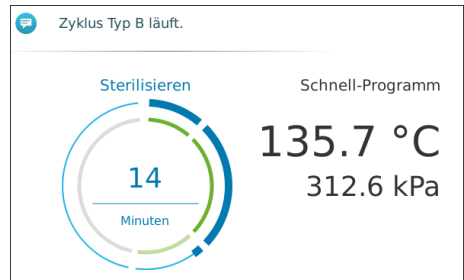 Zyklus Typ B läuft.
Sterilisieren
14
Minuten
Schnell-Programm
135.7 °C
312.6 kPa